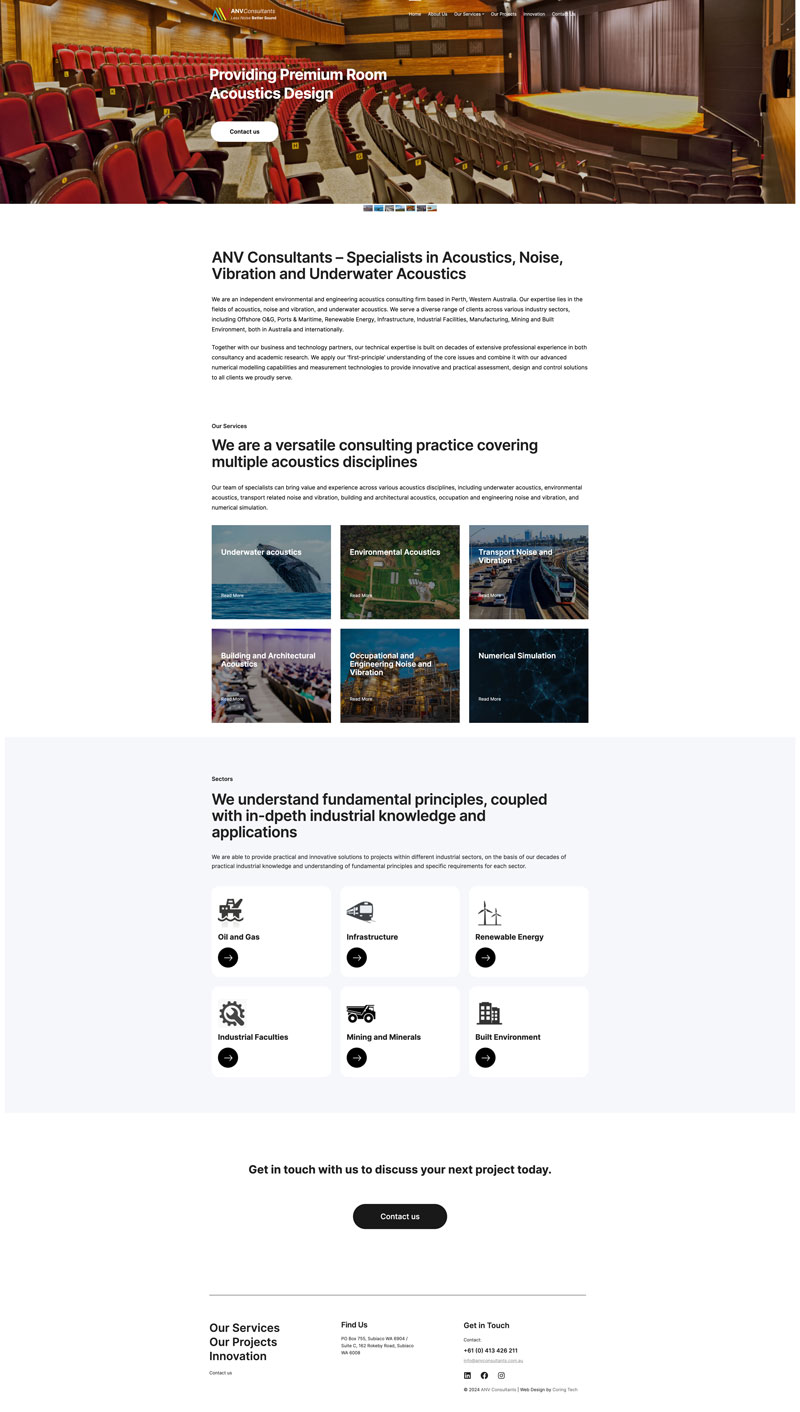 ANVConsultants
Less Noise Better Sound
Home About Us Our Services Our Projects Innovation Contact Us
Providing Premium Room
Acoustics Design
Contact us
ANV Consultants – Specialists in Acoustics, Noise,
Vibration and Underwater Acoustics
We are an independent environmental and engineering acoustics consulting firm based in Perth, Western Australia. Our expertise lies in the
fields of acoustics, noise and vibration, and underwater acoustics. We serve a diverse range of clients across various industry sectors,
including Offshore O&G, Ports & Maritime, Renewable Energy, Infrastructure, Industrial Facilities, Manufacturing, Mining and Built
Environment, both in Australia and internationally.
Together with our business and technology partners, our technical expertise is built on decades of extensive professional experience in both
consultancy and academic research. We apply our ‘first-principle’ understanding of the core issues and combine it with our advanced
numerical modelling capabilities and measurement technologies to provide innovative and practical assessment, design and control solutions
to all clients we proudly serve.
Our Services
We are a versatile consulting practice covering
multiple acoustics disciplines
Our team of specialists can bring value and experience across various acoustics disciplines, including underwater acoustics, environmental
acoustics, transport related noise and vibration, building and architectural acoustics, occupation and engineering noise and vibration, and
numerical simulation.
Underwater acoustics
Read More
Environmental Acoustics
Read More
Transport Noise and
Vibration
Read More
Building and Architectural
Acoustics
Read More
Occupational and
Engineering Noise and
Vibration
Read More
Numerical Simulation
Read More
Sectors
We understand fundamental principles, coupled
with in-dpeth industrial knowledge and
applications
We are able to provide practical and innovative solutions to projects within different industrial sectors, on the basis of our decades of
practical industrial knowledge and understanding of fundamental principles and specific requirements for each sector.
Oil and Gas
Infrastructure
Renewable Energy
Industrial Faculties
Mining and Minerals
Built Environment
Get in touch with us to discuss your next project today.
Contact us
Our Services
Our Projects
Innovation
Contact us
Find Us
PO Box 755, Subiaco WA 6904 /
Suite C, 162 Rokeby Road, Subiaco
WA 6008
Get in Touch
Contact:
+61 (0) 413 426 211
info@anvconsultants.com.au
© 2024 ANV Consultants | Web Design by Coring Tech